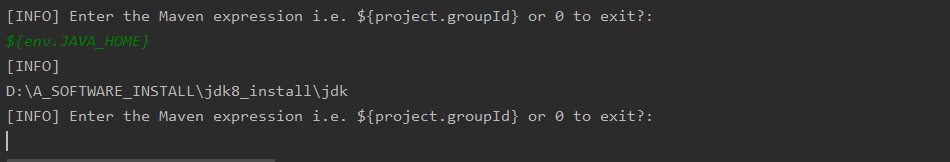 [INFO] Enter the Maven expression i.e. ${project.groupId} or 0 to exit?:
${env.JAVA_HOME}
[INFO]
D:\A_SOFTWARE_INSTALL\jdk8_install\jdk
[INFO] Enter the Maven expression i.e. ${project.groupId} or 0 to exit?: